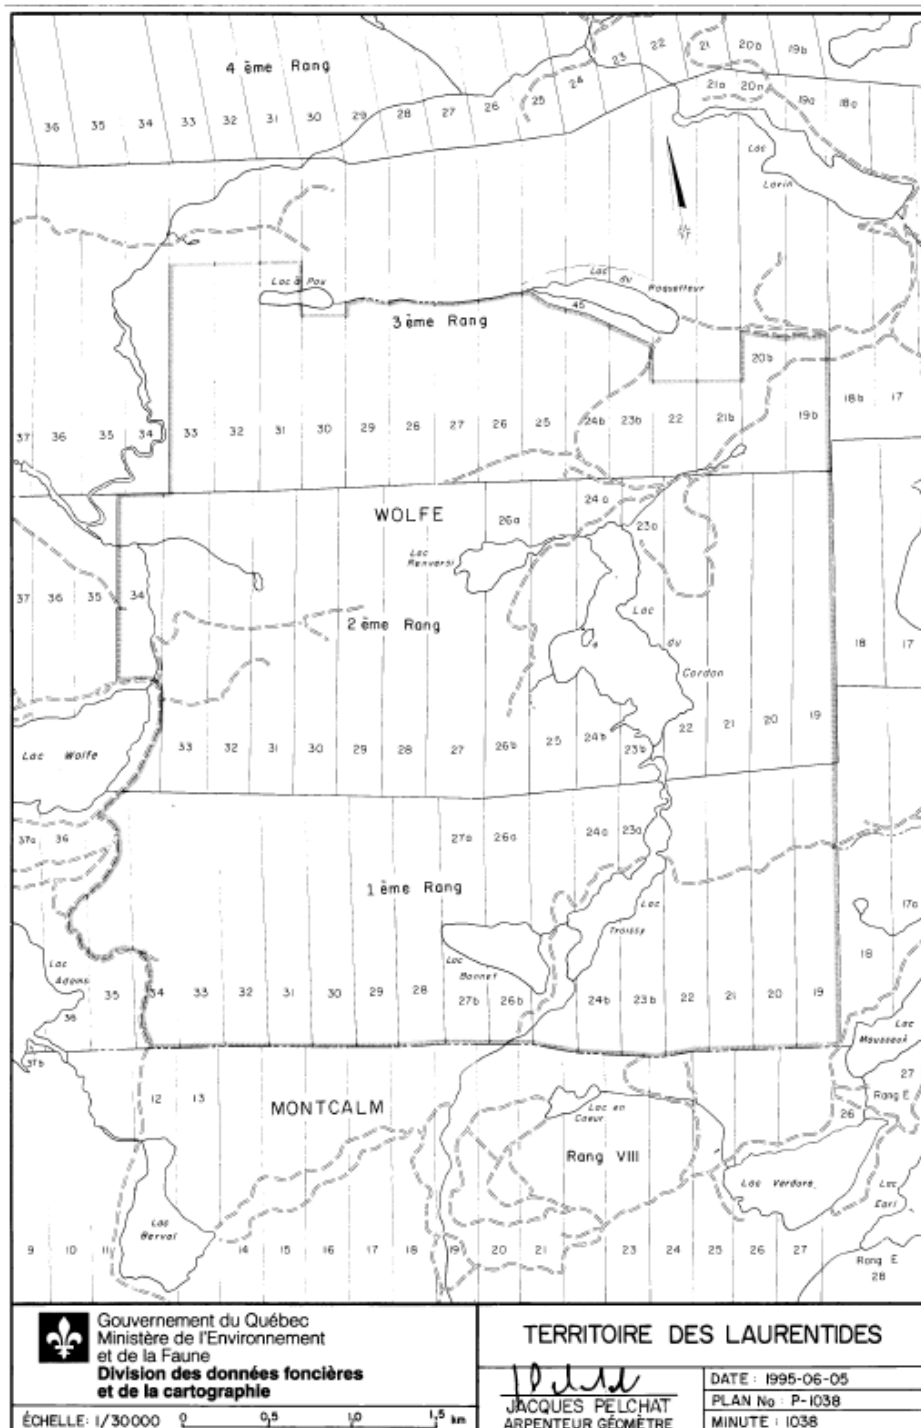 23 22 21 20b 19b
4 ème Rang
24
21a 20a 19a 18a
36 35 34 33 32 31 30 29 28 27 26 25
Lac
Lac du
Lac à Pou
45
3 ème Rang
20b
18b 17
37 36 35 34 33 32 31 30 29 28 27 26 25 24b 23b 22 21b 19b
24a
WOLFE
26a 23a
Lac
37 36 35 34
Lac
2 ème Rang
du
18 17
Cordon
33 32 31 30 29 28 27 26b 25 24b 23b 22 21 20 19
Lac Wolfe
37a 36 27a 26a 24a 23a
1 ème Rang
17a
Lac
Troissy
Lac
Adams
Lac
Bonnet
18
35 34 33 32 31 30 29 28 27b 26b 24b 23b 22 21 20 19
36
Lac
37b
27
12 13
Rang E
MONTCALM
Lac en
Coeur
26
Rang VIII
Lac Verdure
Lac
Earl
Lac
9 10 11 14 15 16 17 18 19 20 21 23 24 25 26 27
Rang E
28
Gouvernement du Québec
Ministère de l'Environnement
et de la Faune
Division des données foncières
et de la cartographie
ÉCHELLE: 1/30000 0 0,5 1,0 1,5 km
TERRITOIRE DES LAURENTIDES
JACQUES PELCHAT
ARPENTEUR GÉOMÈTRE
DATE : 1995-06-05
PLAN No : P-1038
MINUTE : 1038